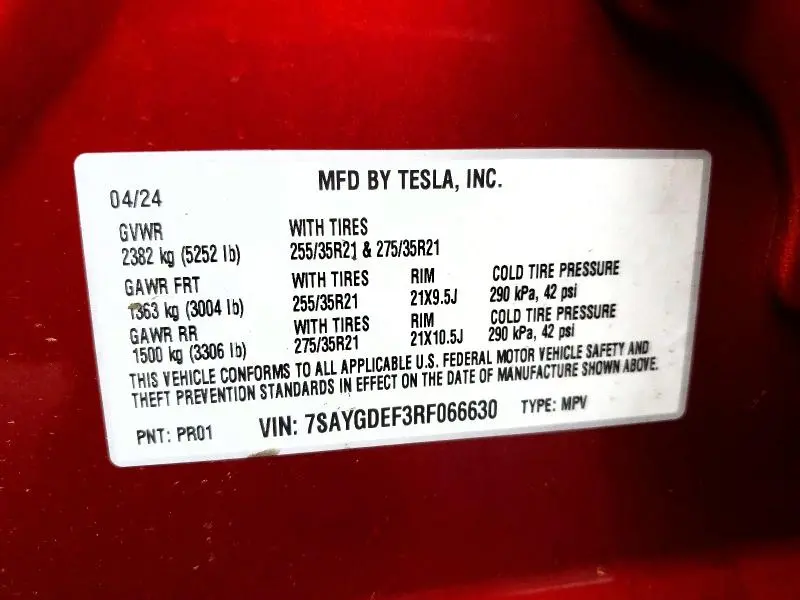 MFD BY TESLA, INC.
04/24
GVWR WITH TIRES
2382 kg (5252 lb) 255/35R21 & 275/35R21
GAWR FRT WITH TIRES RIM COLD TIRE PRESSURE
1363 kg (3004 lb) 255/35R21 21X9.5J 290 kPa, 42 psi
GAWR RR WITH TIRES RIM COLD TIRE PRESSURE
1500 kg (3306 lb) 275/35R21 21X10.5J 290 kPa, 42 psi
THIS VEHICLE CONFORMS TO ALL APPLICABLE U.S. FEDERAL MOTOR VEHICLE SAFETY AND
THEFT PREVENTION STANDARDS IN EFFECT ON THE DATE OF MANUFACTURE SHOWN ABOVE.
PNT: PR01 VIN: 7SAYGDEF3RF066630 TYPE: MPV